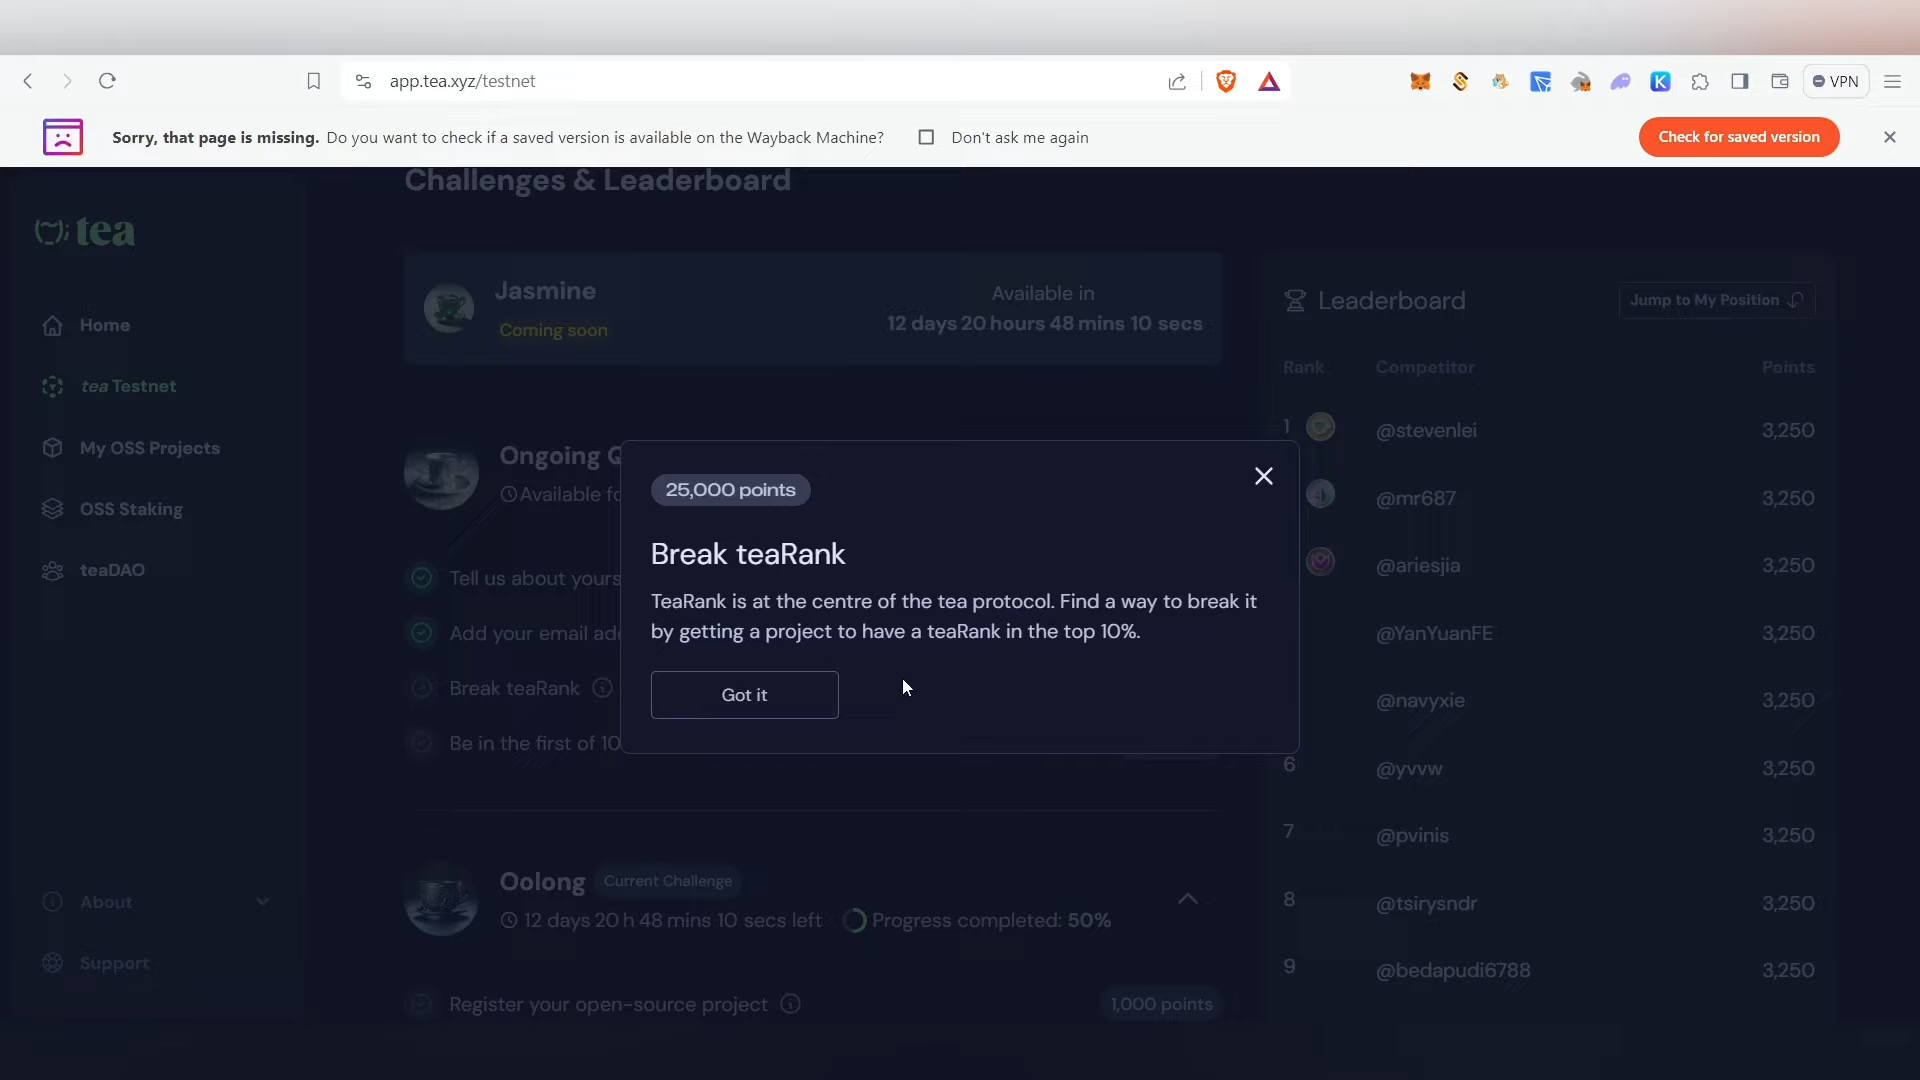 app.tea.xyz/testnet
VPN
Sorry, that page is missing. Do you want to check if a saved version is available on the Wayback Machine?
Don't ask me again
Check for saved version
tea
Home
tea Testnet
My OSS Projects
OSS Staking
teaDAO
About
Support
Challenges & Leaderboard
Jasmine
Coming soon
Available in
12 days 20 hours 48 mins 10 secs
Ongoing
Available
Tell us about
Add your email
Break teaRank
Be in the first of
25,000 points
Break teaRank
TeaRank is at the centre of the tea protocol. Find a way to break it
by getting a project to have a teaRank in the top 10%.
Got it
Oolong
Current Challenge
12 days 20 h 48 mins 10 secs left
Progress completed: 50%
Register your open-source project
1,000 points
Leaderboard
Jump to My Position
Rank Competitor Points
1 @stevenlei 3,250
@mr687 3,250
@ariesjia 3,250
@YanYuanFE 3,250
@navyxie 3,250
6 @yvvw 3,250
7 @pvinis 3,250
8 @tsirysndr 3,250
9 @bedapudi6788 3,250